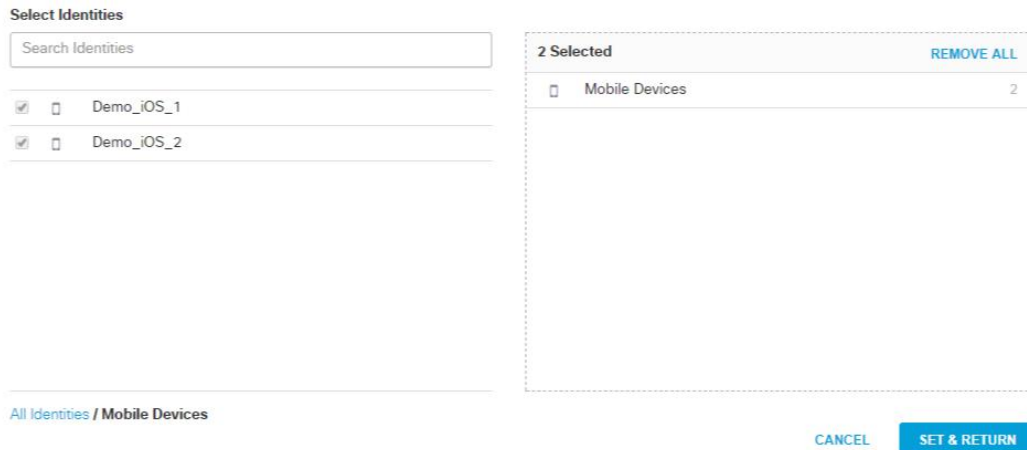 Select Identities
Search Identities
Demo_iOS_1
Demo_iOS_2
All Identities / Mobile Devices
2 Selected
REMOVE ALL
Mobile Devices
2
CANCEL
SET & RETURN